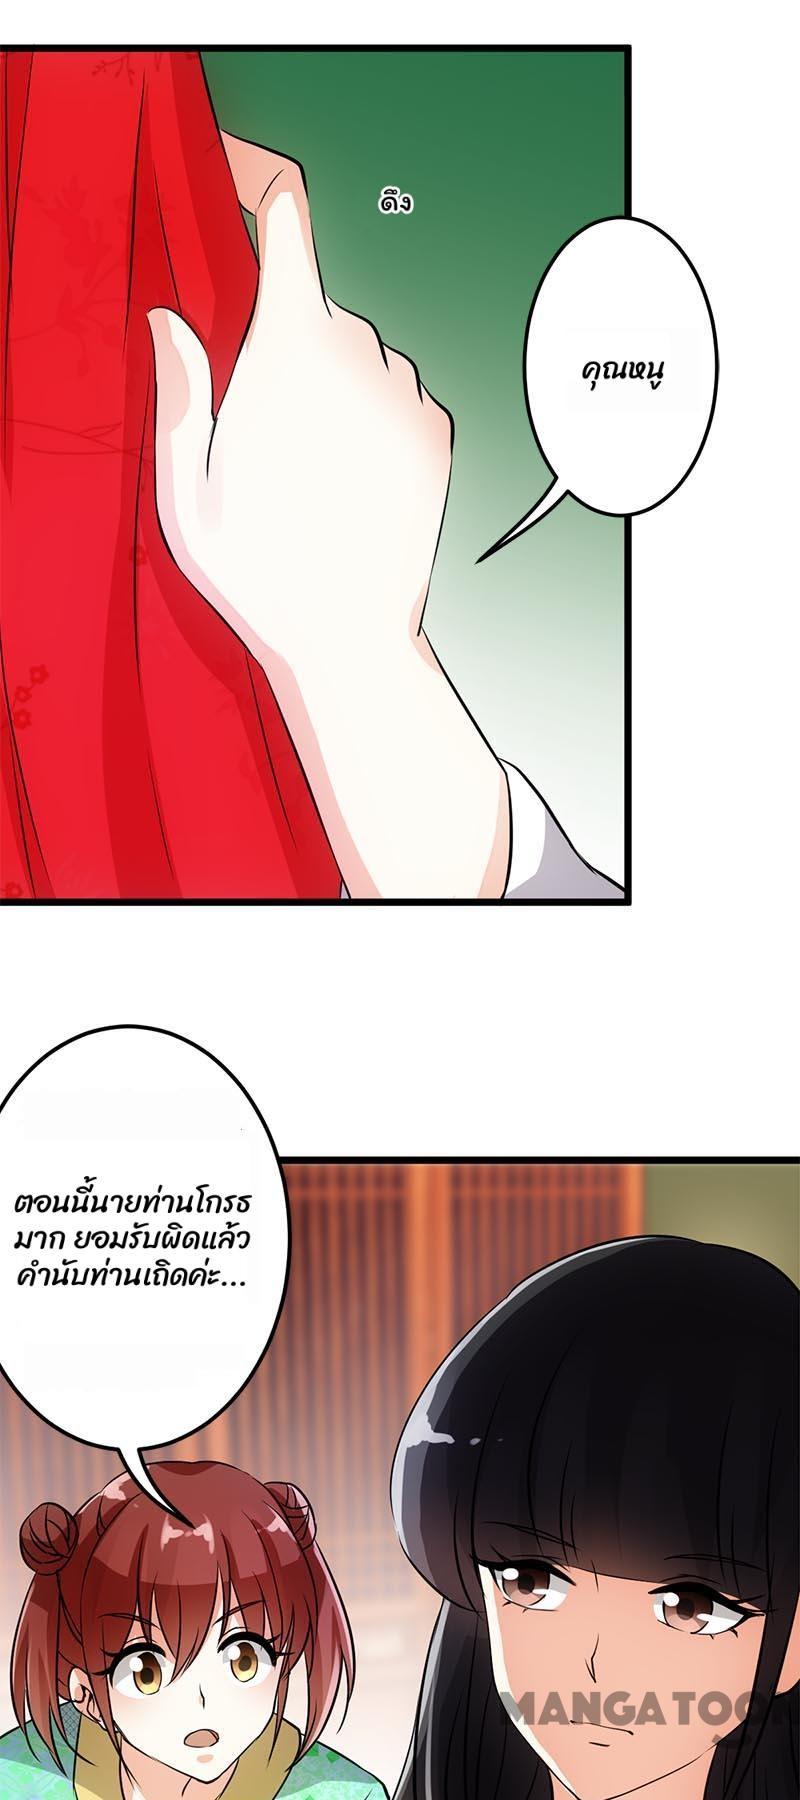 ดึง
คุณหนู
ตอนนี้นายท่านโกรธ
มาก ยอมรับผิดแล้ว
คำนับท่านเถิดค่ะ...
MANGATOON